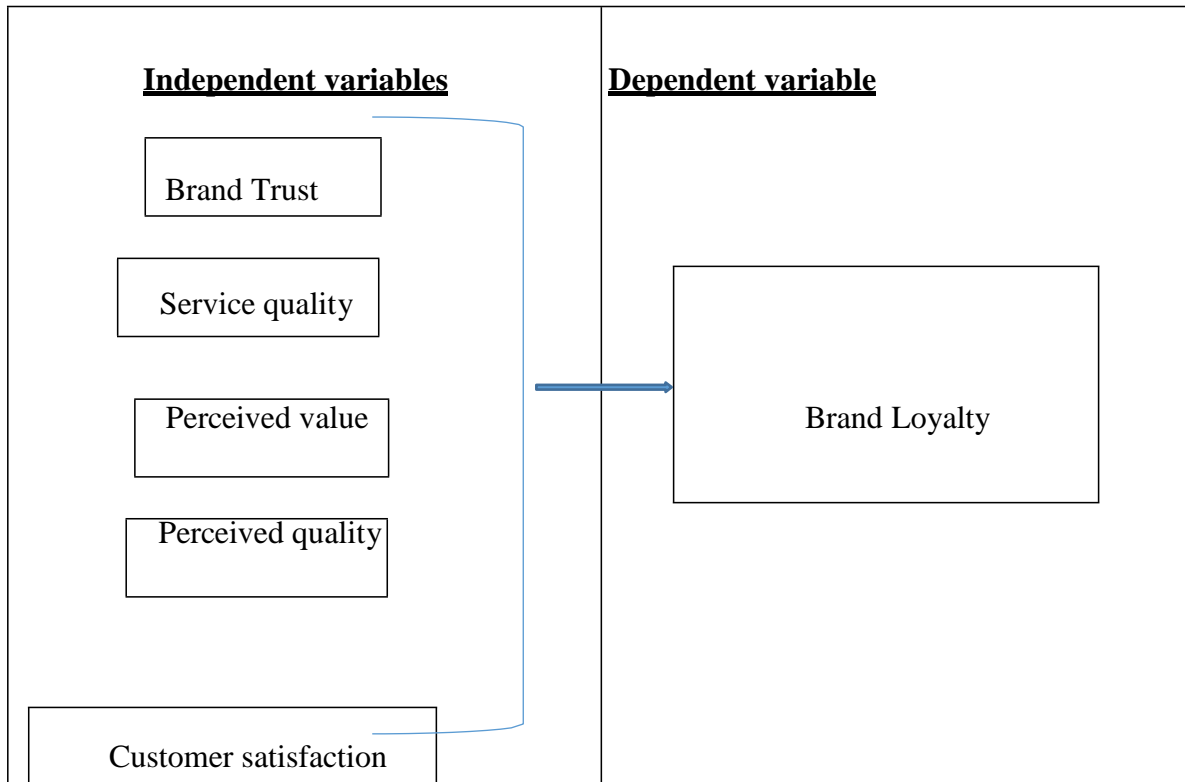 Independent variables
Dependent variable
Brand Trust
Service quality
Perceived value
Perceived quality
Customer satisfaction
Brand Loyalty